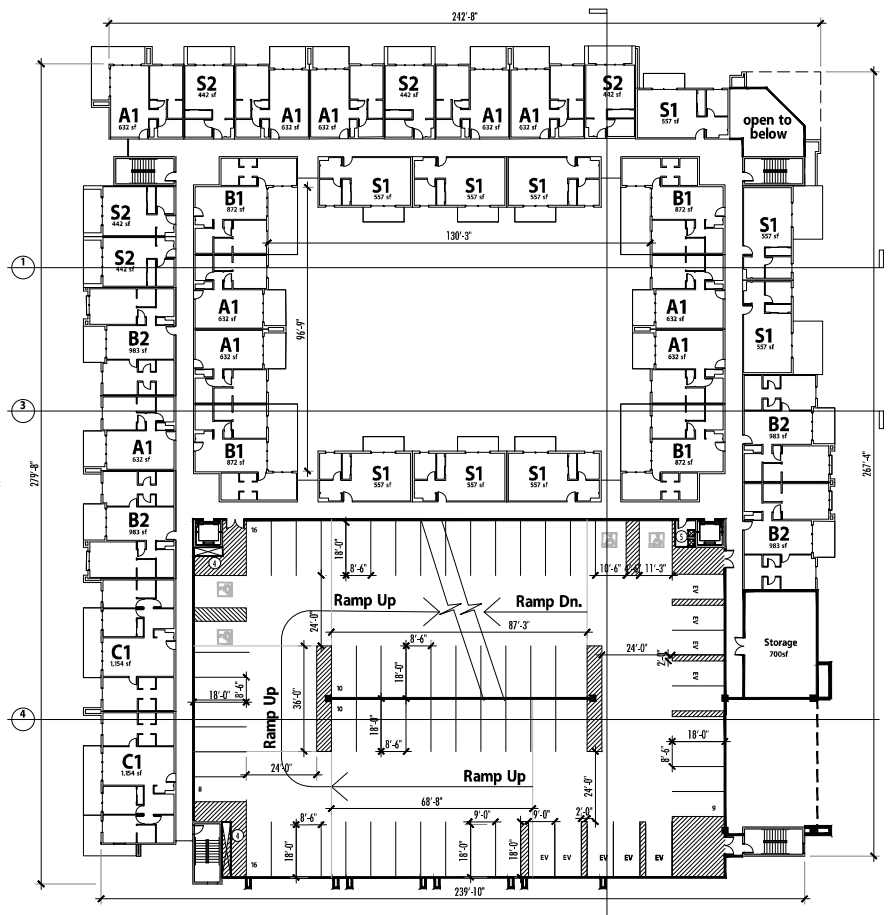 242'-8"
S2
442 sf
S2
442 sf
S2
442 sf
A1
632 sf
A1
632 sf
A1
632 sf
A1
632 sf
A1
632 sf
S1
557 sf
open to
below
S2
442 sf
B1
872 sf
S1
557 sf
S1
557 sf
S1
557 sf
B1
872 sf
S1
557 sf
130'-3"
S2
442 sf
1
A1
632 sf
96'-9"
A1
632 sf
B2
983 sf
A1
632 sf
A1
632 sf
S1
557 sf
3
B2
983 sf
A1
632 sf
B1
872 sf
B1
872 sf
279'-8"
267'-4"
S1
557 sf
S1
557 sf
S1
557 sf
B2
983 sf
B2
983 sf
16
18'-0"
5
4
8'-6"
10'-6"
11'-3"
EV
Ramp Up
Ramp Dn.
24'-0"
87'-3"
EV
8'-6"
24'-0"
Storage
700sf
C1
1,154 sf
18'-0"
2'-0"
EV
36'-0"
18'-0"
8'-6"
10
10
4
Ramp Up
18'-0"
8'-6"
18'-0"
8'-6"
C1
1,154 sf
24'-0"
Ramp Up
8
68'-8"
24'-0"
9
8'-6"
9'-0"
9'-0"
2'-0"
4
18'-0"
18'-0"
18'-0"
16
EV
EV
EV
EV
EV
239'-10"